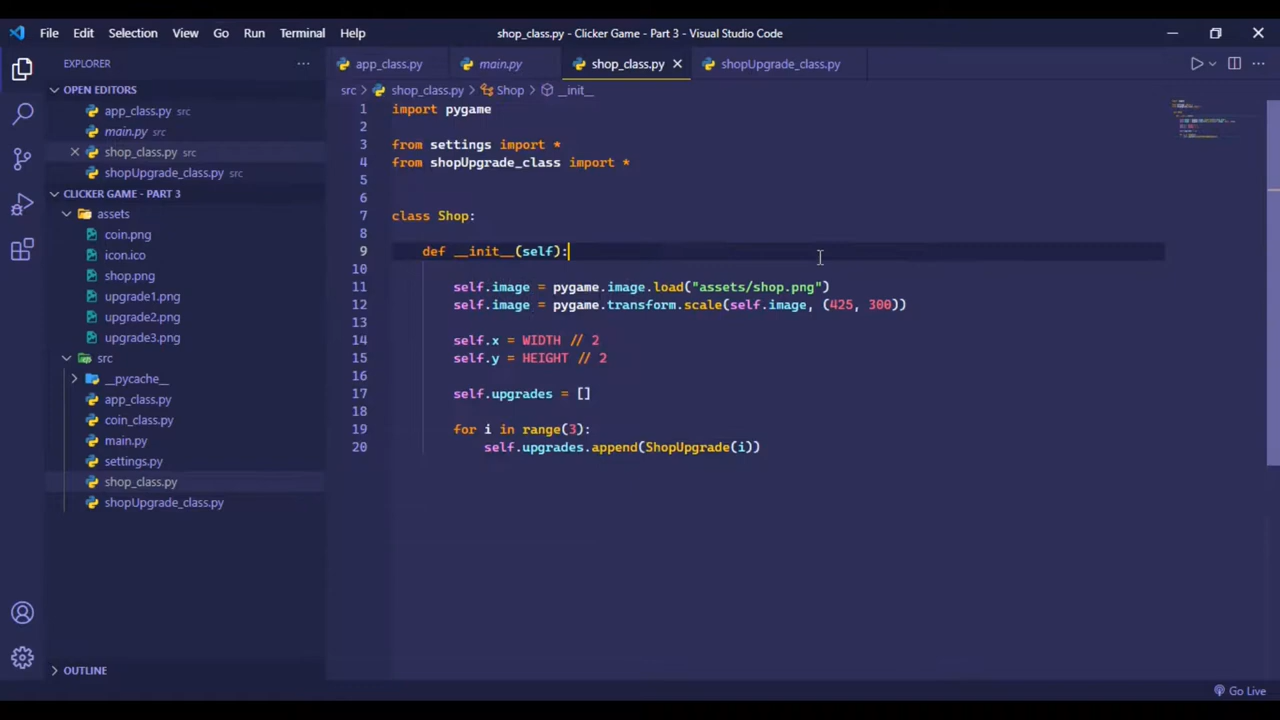 File Edit Selection View Go Run Terminal Help shop_class.py - Clicker Game - Part 3 - Visual Studio Code
EXPLORER
OPEN EDITORS
app_class.py src
main.py src
shop_class.py src
shopUpgrade_class.py src
CLICKER GAME - PART 3
assets
coin.png
icon.ico
shop.png
upgrade1.png
upgrade2.png
upgrade3.png
src
__pycache__
app_class.py
coin_class.py
main.py
settings.py
shop_class.py
shopUpgrade_class.py
OUTLINE
app_class.py main.py shop_class.py shopUpgrade_class.py
src > shop_class.py > Shop > __init__
1 import pygame
2
3 from settings import *
4 from shopUpgrade_class import *
5
6
7 class Shop:
8
9 def __init__(self):
10
11 self.image = pygame.image.load("assets/shop.png")
12 self.image = pygame.transform.scale(self.image, (425, 300))
13
14 self.x = WIDTH // 2
15 self.y = HEIGHT // 2
16
17 self.upgrades = []
18
19 for i in range(3):
20 self.upgrades.append(ShopUpgrade(i))
Go Live